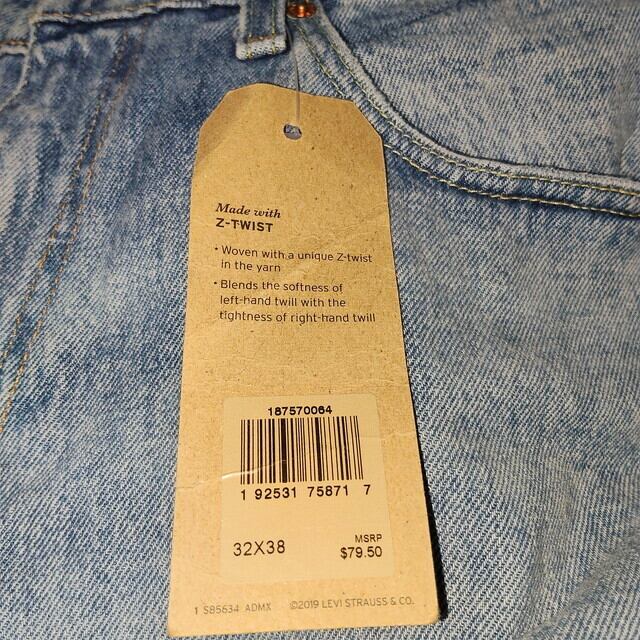 Made with
Z-TWIST
• Woven with a unique Z-twist
in the yarn
• Blends the softness of
left-hand twill with the
tightness of right-hand twill
187570064
1 92531 75871 7
32X38
MSRP
$79.50
1 S85634 ADMX ©2019 LEVI STRAUSS & CO.